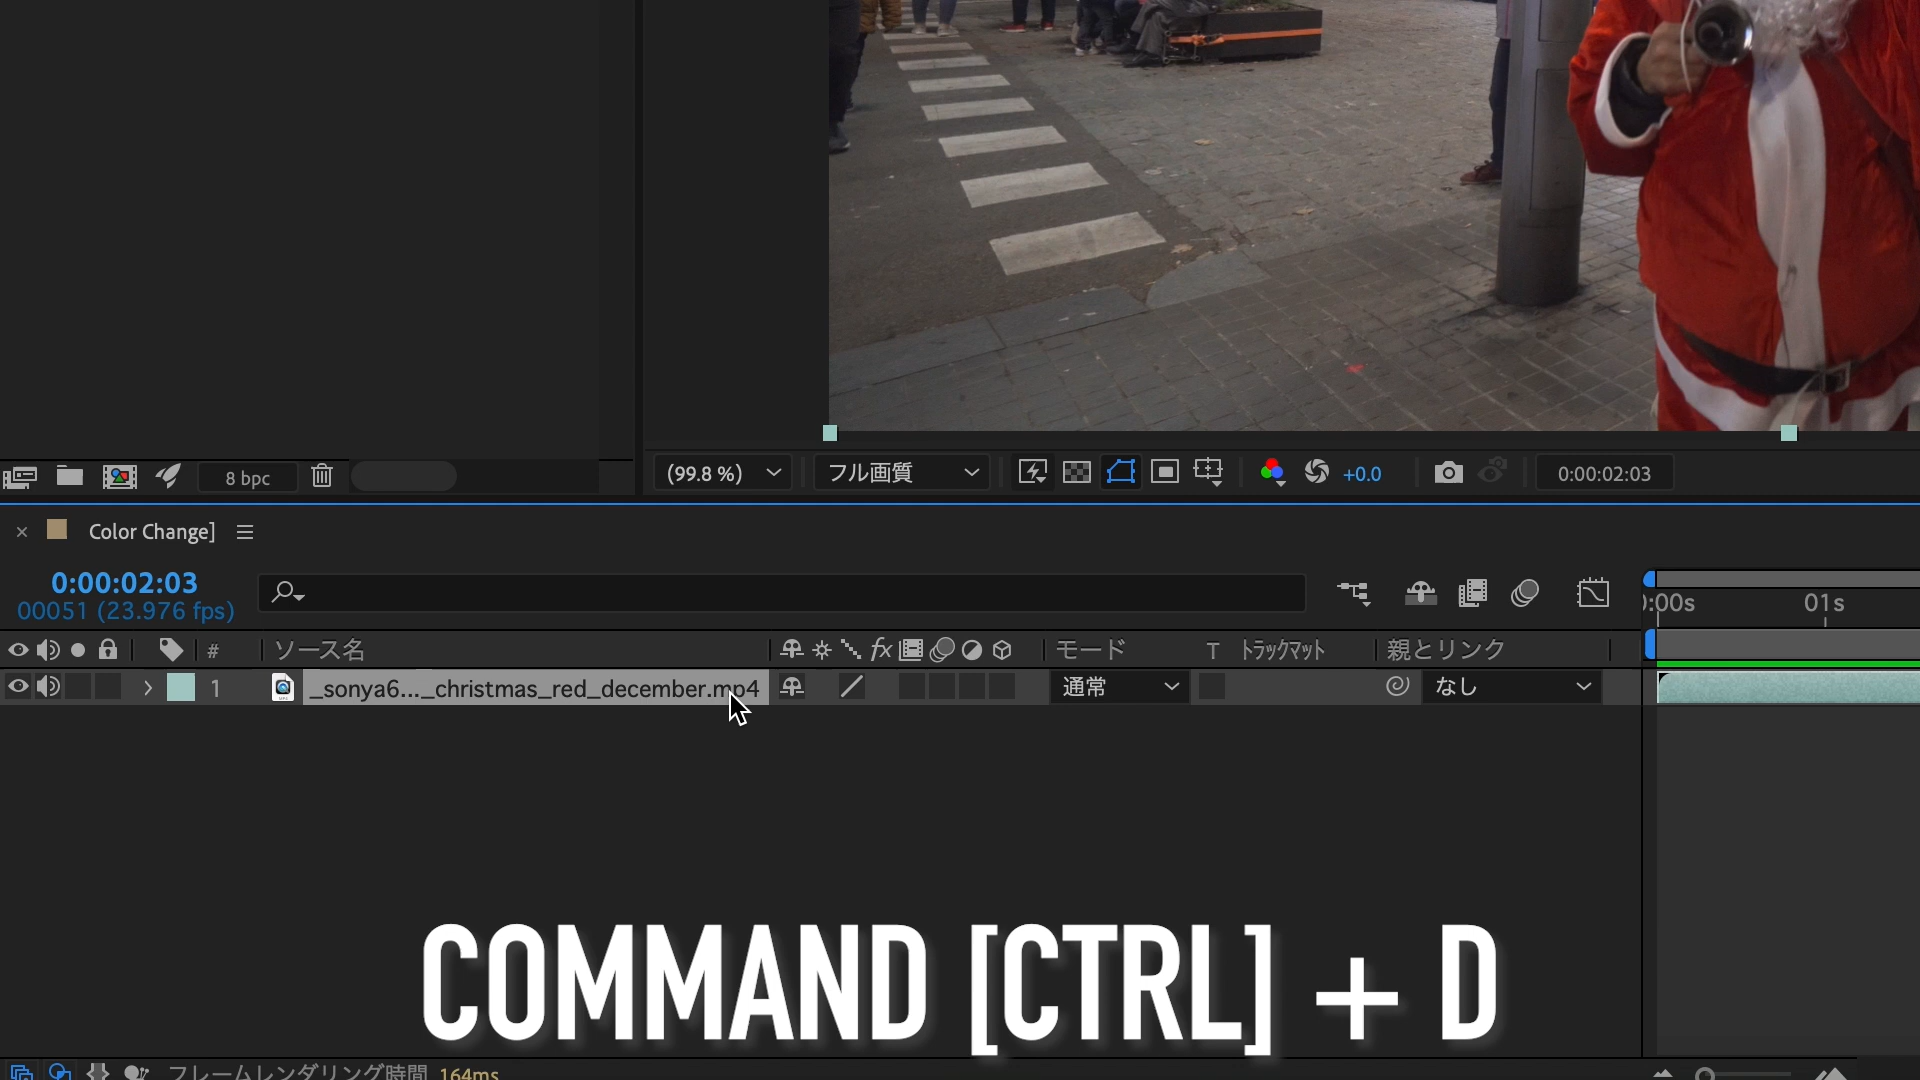 8 bpc
(99.8 %)
フル画質
+0.0
0:00:02:03
Color Change]
0:00:02:03
00051 (23.976 fps)
):00s
01s
#
ソース名
fx
モード
T
トラックマット
親とリンク
1
_sonya6..._christmas_red_december.mp4
通常
なし
COMMAND [CTRL] + D
フレームレンダリング時間 164ms